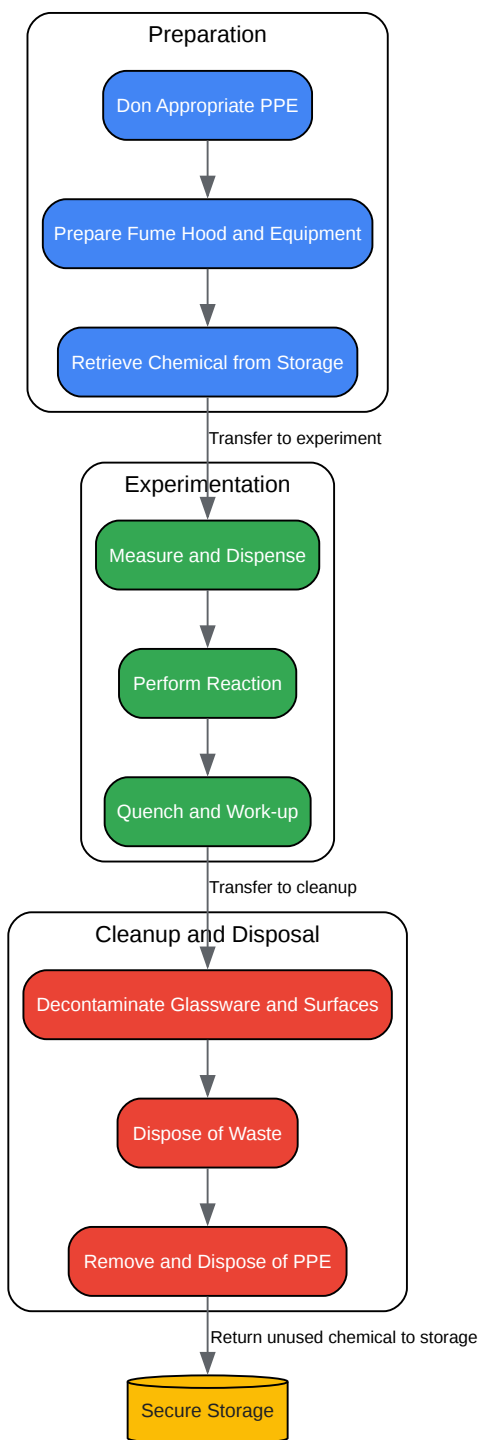 Preparation
Don Appropriate PPE
Prepare Fume Hood and Equipment
Retrieve Chemical from Storage
Transfer to experiment
Experimentation
Measure and Dispense
Perform Reaction
Quench and Work-up
Transfer to cleanup
Cleanup and Disposal
Decontaminate Glassware and Surfaces
Dispose of Waste
Remove and Dispose of PPE
Return unused chemical to storage
Secure Storage